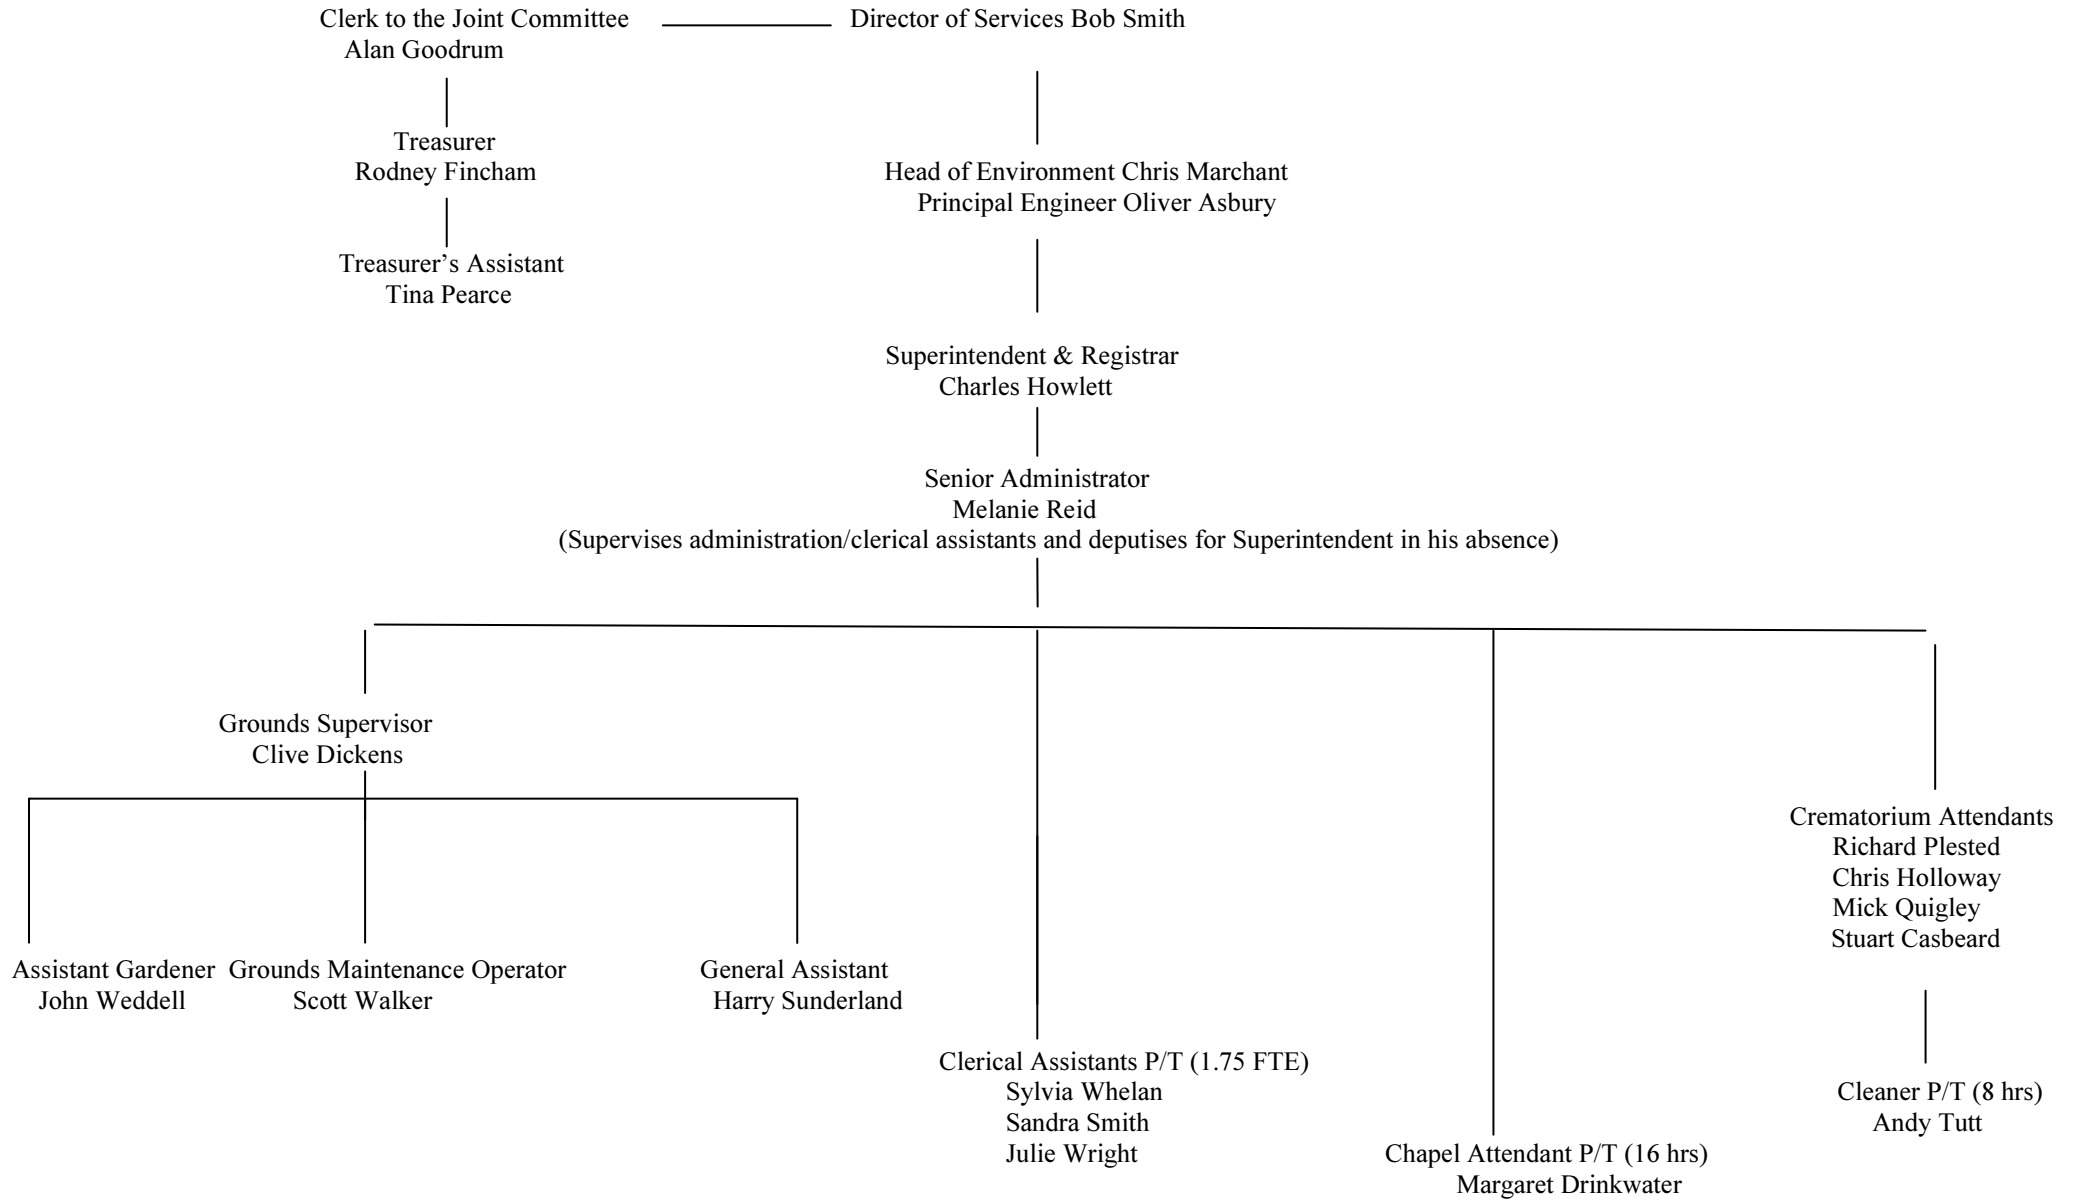 Clerk to the Joint Committee
Alan Goodrum
Director of Services Bob Smith
Treasurer
Rodney Fincham
Treasurer’s Assistant
Tina Pearce
Head of Environment Chris Marchant
Principal Engineer Oliver Asbury
Superintendent & Registrar
Charles Howlett
Senior Administrator
Melanie Reid
(Supervises administration/clerical assistants and deputises for Superintendent in his absence)
Grounds Supervisor
Clive Dickens
Assistant Gardener
John Weddell
Grounds Maintenance Operator
Scott Walker
General Assistant
Harry Sunderland
Clerical Assistants P/T (1.75 FTE)
Sylvia Whelan
Sandra Smith
Julie Wright
Chapel Attendant P/T (16 hrs)
Margaret Drinkwater
Crematorium Attendants
Richard Plested
Chris Holloway
Mick Quigley
Stuart Casbeard
Cleaner P/T (8 hrs)
Andy Tutt